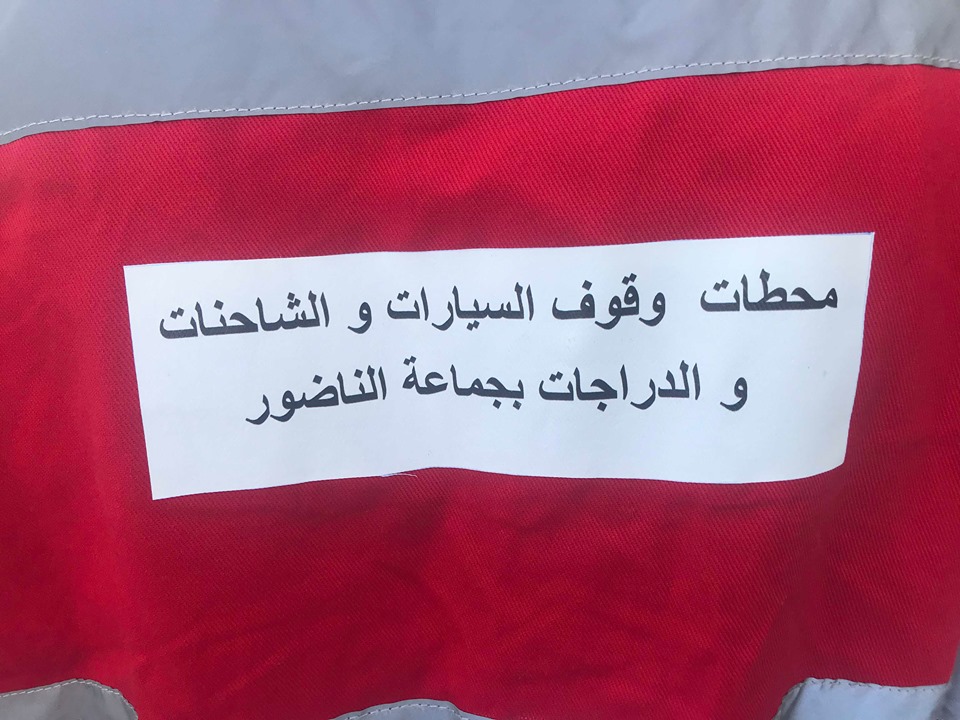 محطات وقوف السيارات و الشاحنات
و الدراجات بجماعة الناضور